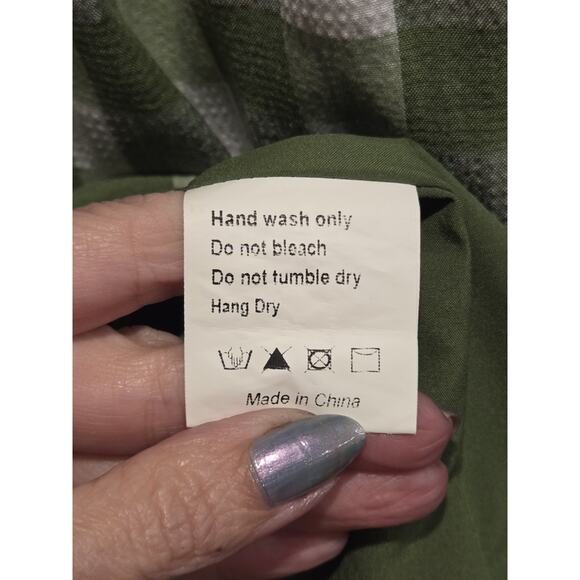 Hand wash only
Do not bleach
Do not tumble dry
Hang Dry
Made in China